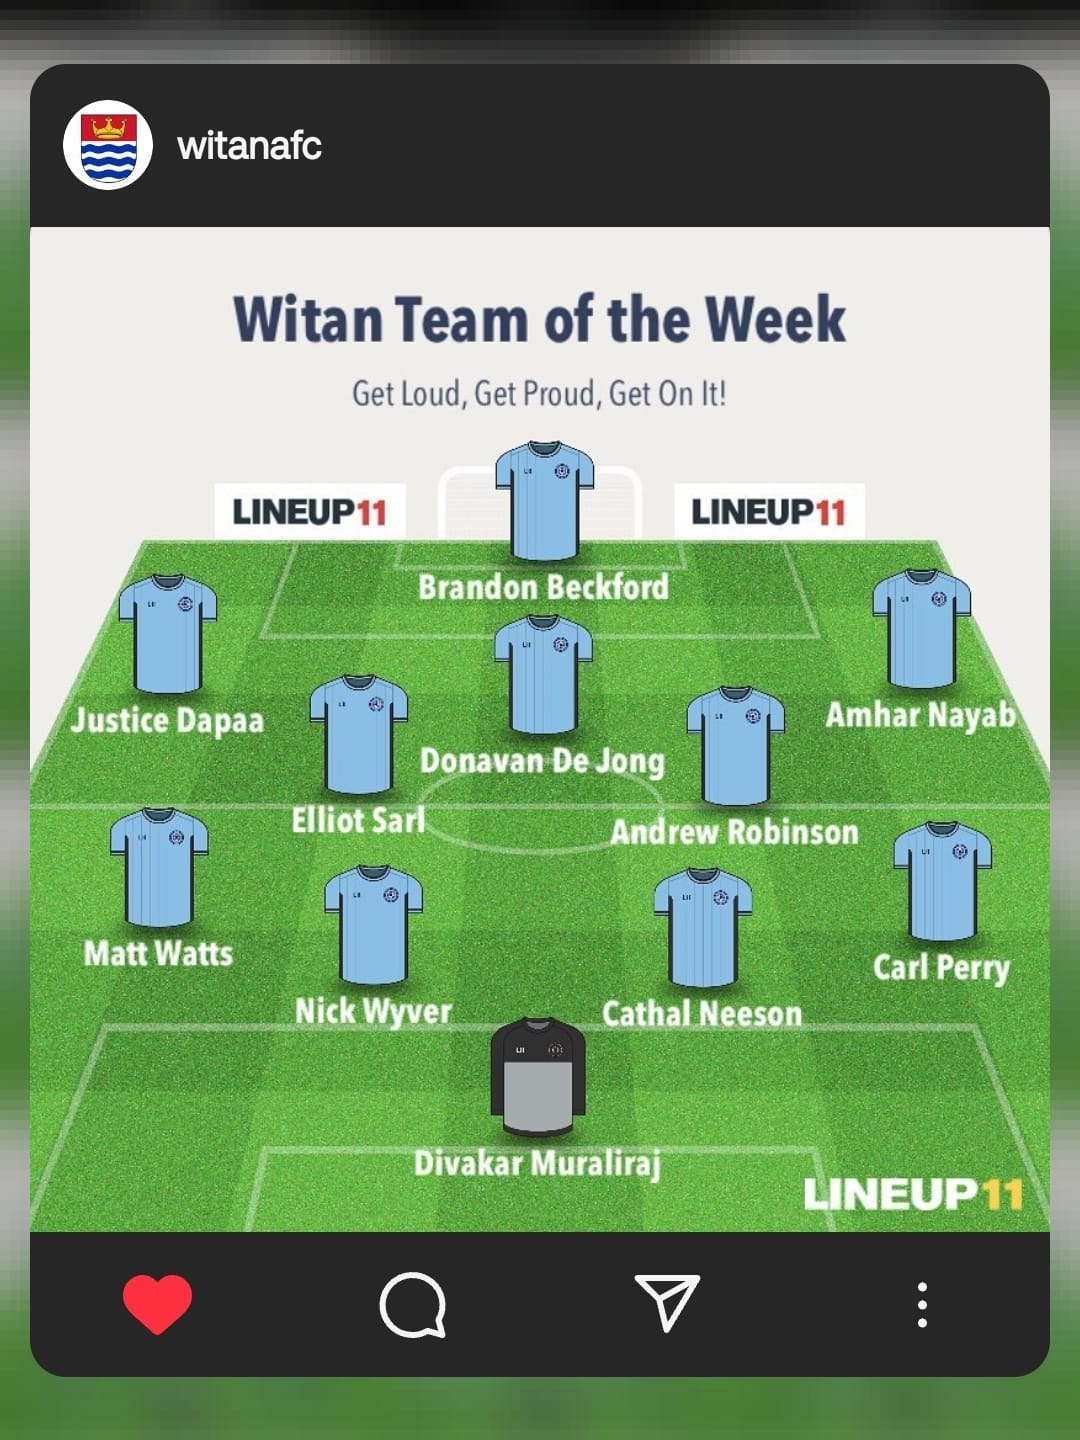 witanafc
Witan Team of the Week
Get Loud, Get Proud, Get On It!
LINEUP11 LINEUP11
Brandon Beckford
Justice Dapaa
Amhar Nayab
Donavan De Jong
Elliot Sarl
Andrew Robinson
Matt Watts
Carl Perry
Nick Wyver
Cathal Neeson
Divakar Muraliraj
LINEUP11